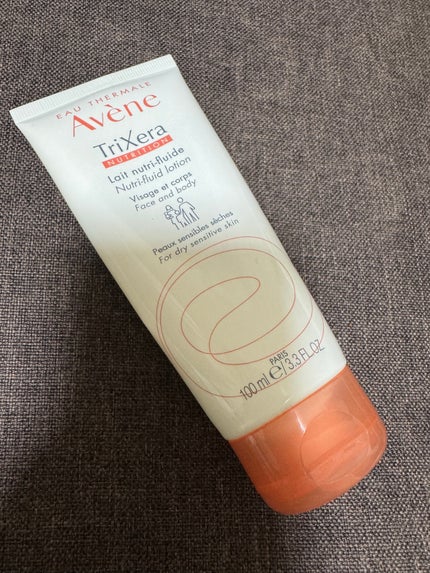 EAU THERMALE
Avène
TriXera
NUTRITION
Lait nutri-fluide
Nutri-fluid lotion
Visage et corps
Face and body
Peaux sensibles sèches
For dry sensitive skin
PARIS
100 ml ℮ / 3.3 FL.OZ.